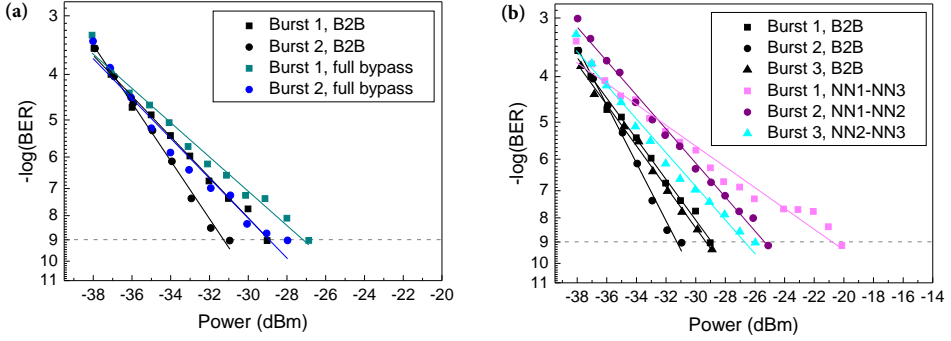 (a)
Burst 1, B2B
Burst 2, B2B
Burst 1, full bypass
Burst 2, full bypass
-log(BER)
3
4
5
6
7
8
9
10
11
-38 -36 -34 -32 -30 -28 -26 -24 -22 -20
Power (dBm)
(b)
Burst 1, B2B
Burst 2, B2B
Burst 3, B2B
Burst 1, NN1-NN3
Burst 2, NN1-NN2
Burst 3, NN2-NN3
-log(BER)
3
4
5
6
7
8
9
10
11
-38 -36 -34 -32 -30 -28 -26 -24 -22 -20 -18 -16 -14
Power (dBm)